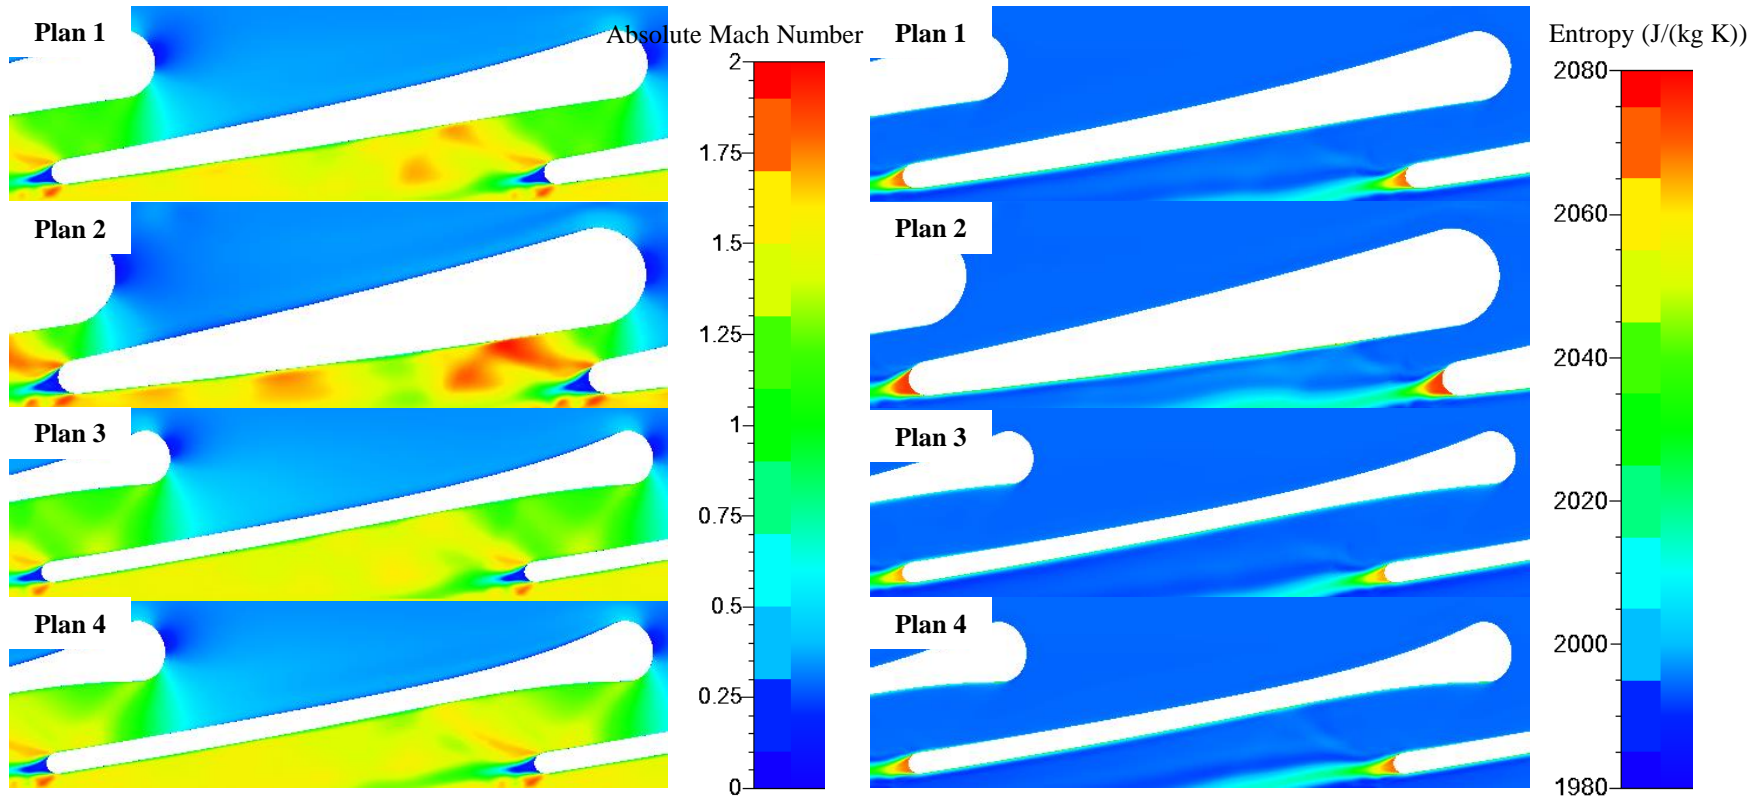 Plan 1
Absolute Mach Number
2
1.75
1.5
1.25
1
0.75
0.5
0.25
0
Plan 2
Plan 3
Plan 4
Plan 1
Entropy (J/(kg K))
2080
2060
2040
2020
2000
1980
Plan 2
Plan 3
Plan 4